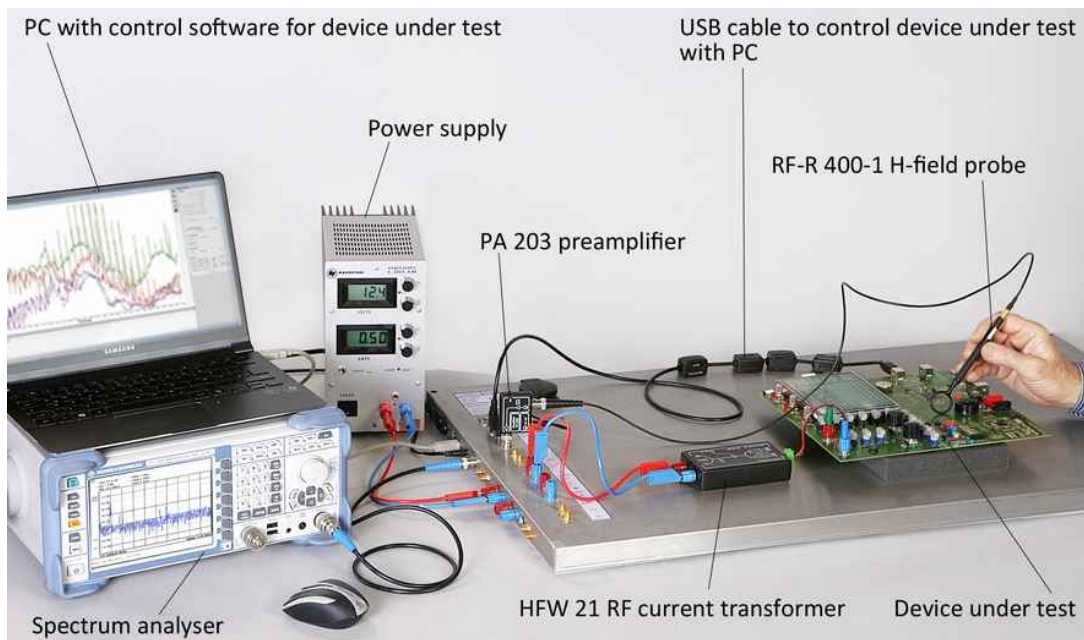 PC with control software for device under test
USB cable to control device under test
with PC
Power supply
RF-R 400-1 H-field probe
PA 203 preamplifier
12.4
VOLTS
0.50
AMPS
SAMSUNG
HFW 21 RF current transformer
Device under test
Spectrum analyser